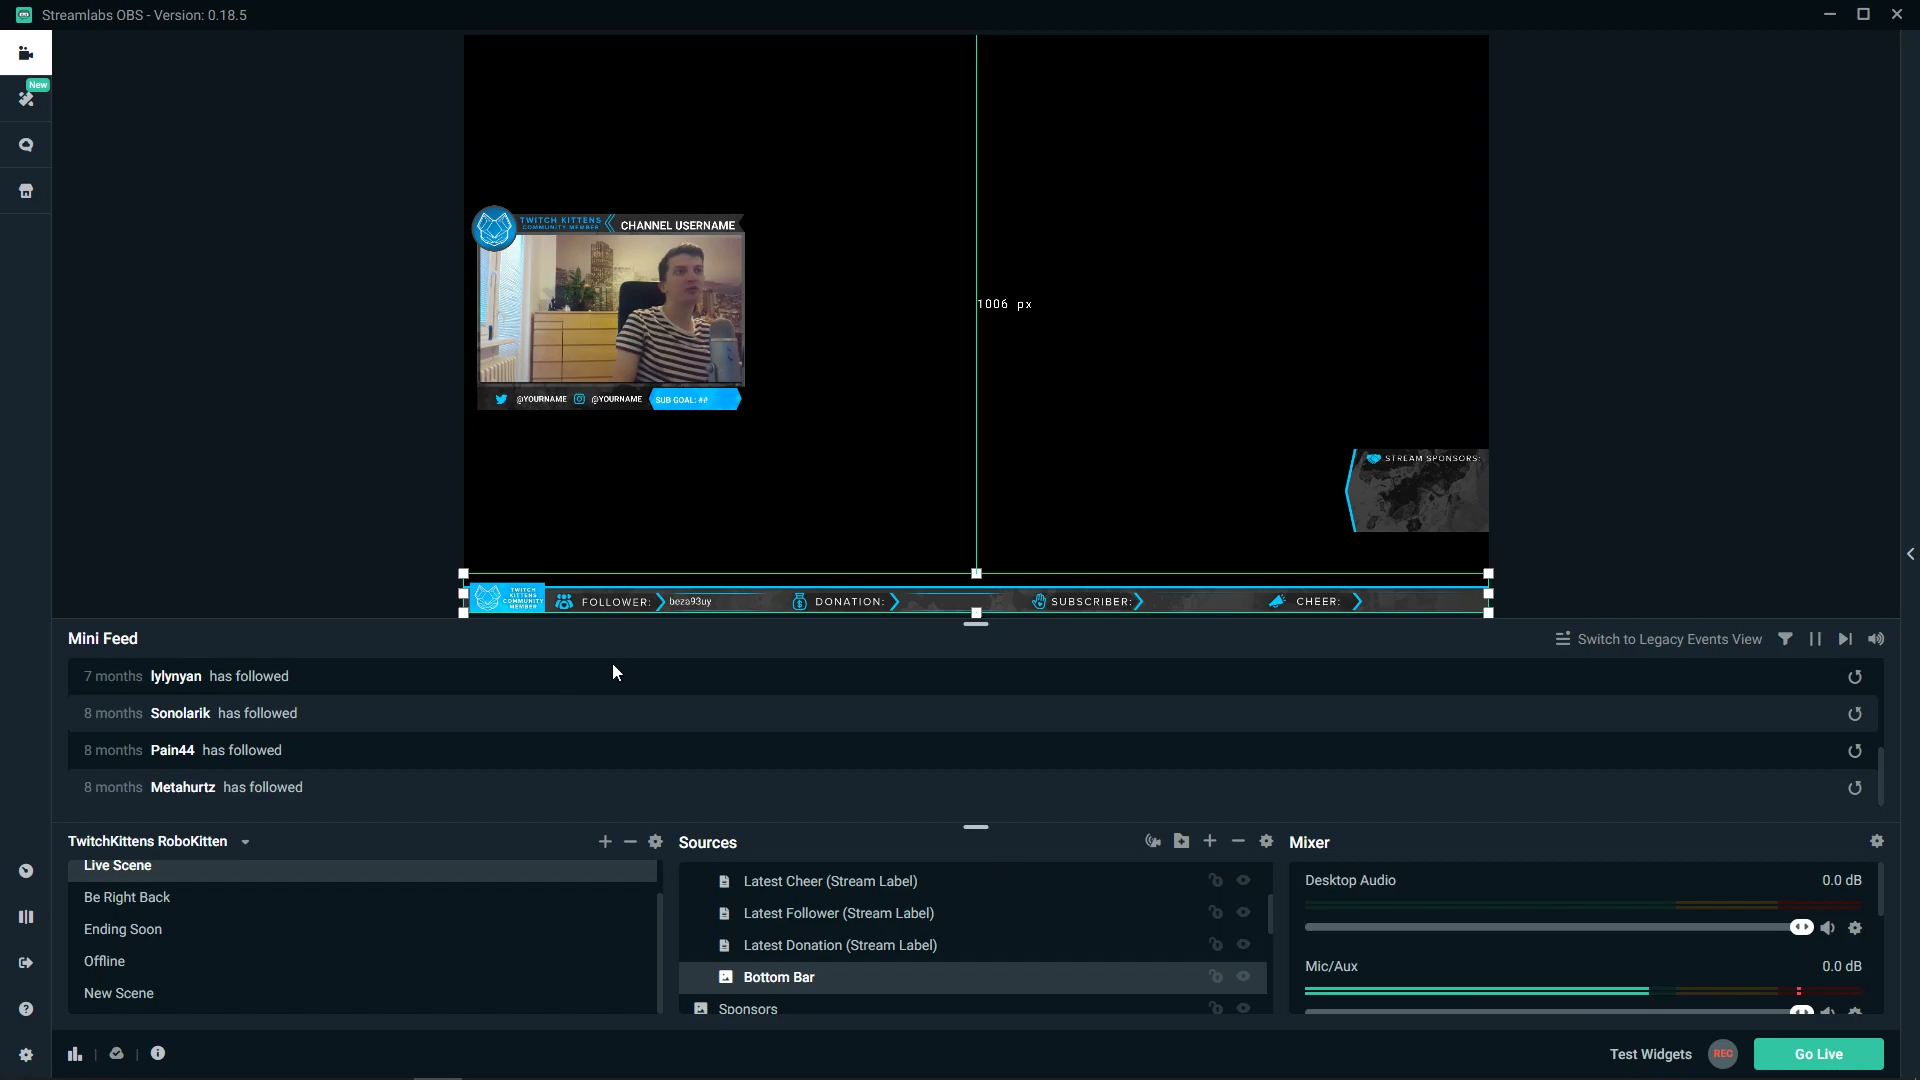 Streamlabs OBS - Version: 0.18.5
New
TWITCH KITTENS
COMMUNITY MEMBER
CHANNEL USERNAME
1006 px
@YOURNAME
@YOURNAME
SUB GOAL: ##
STREAM SPONSORS:
TWITCH
KITTENS
COMMUNITY
MEMBER
FOLLOWER:
beza93uy
DONATION:
SUBSCRIBER:
CHEER:
Mini Feed
Switch to Legacy Events View
7 months lylynyan has followed
8 months Sonolarik has followed
8 months Pain44 has followed
8 months Metahurtz has followed
TwitchKittens RoboKitten
Live Scene
Be Right Back
Ending Soon
Offline
New Scene
Sources
Latest Cheer (Stream Label)
Latest Follower (Stream Label)
Latest Donation (Stream Label)
Bottom Bar
Sponsors
Mixer
Desktop Audio
0.0 dB
Mic/Aux
0.0 dB
Test Widgets
REC
Go Live